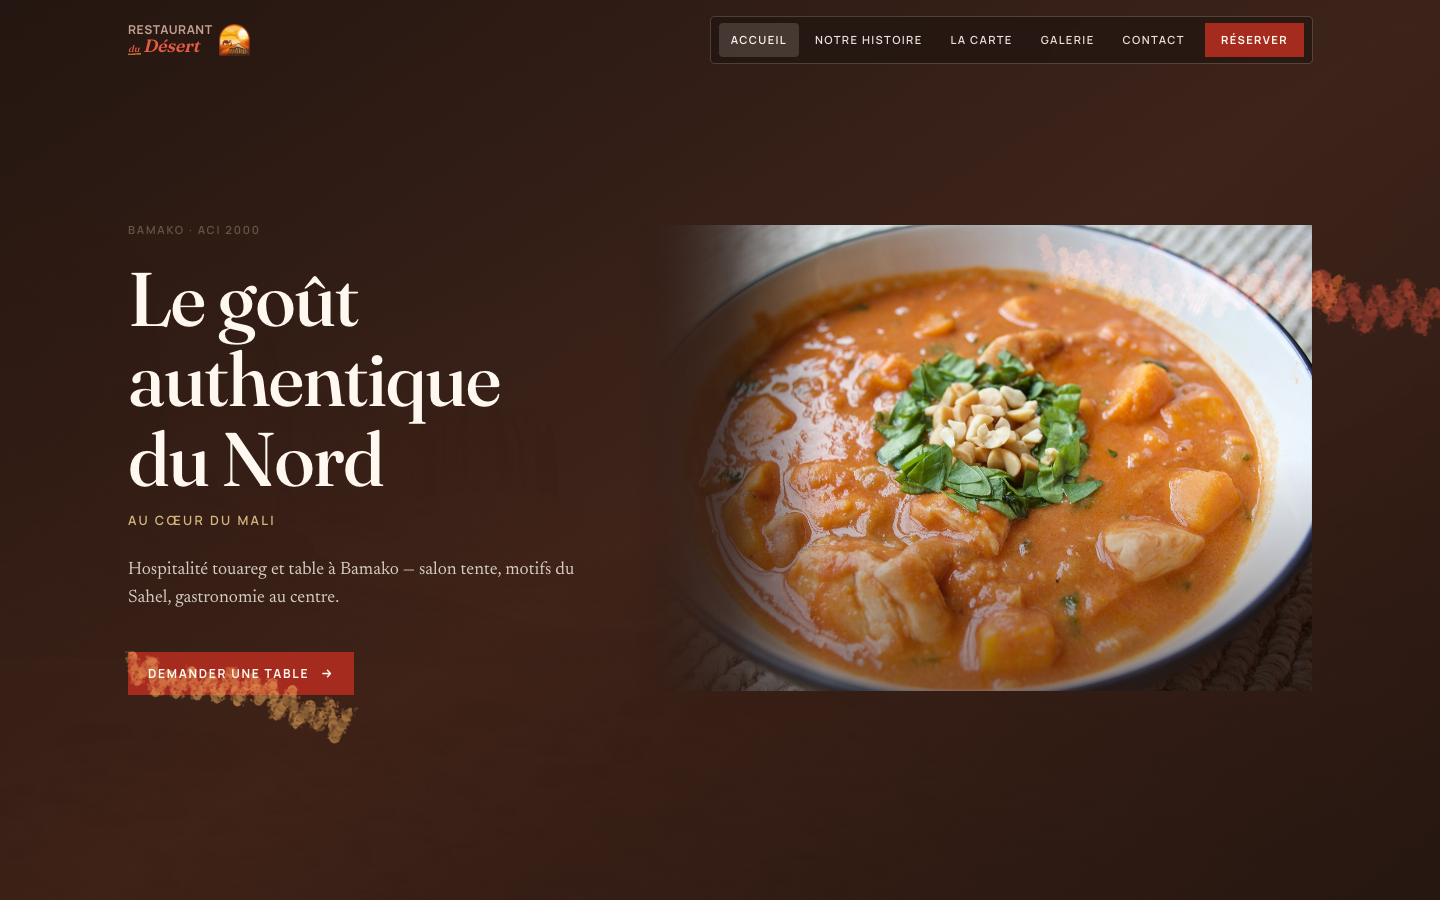 RESTAURANT
du Désert
ACCUEIL
NOTRE HISTOIRE
LA CARTE
GALERIE
CONTACT
RÉSERVER
BAMAKO · ACI 2000
Le goût
authentique
du Nord
AU CŒUR DU MALI
Hospitalité touareg et table à Bamako — salon tente, motifs du
Sahel, gastronomie au centre.
DEMANDER UNE TABLE →